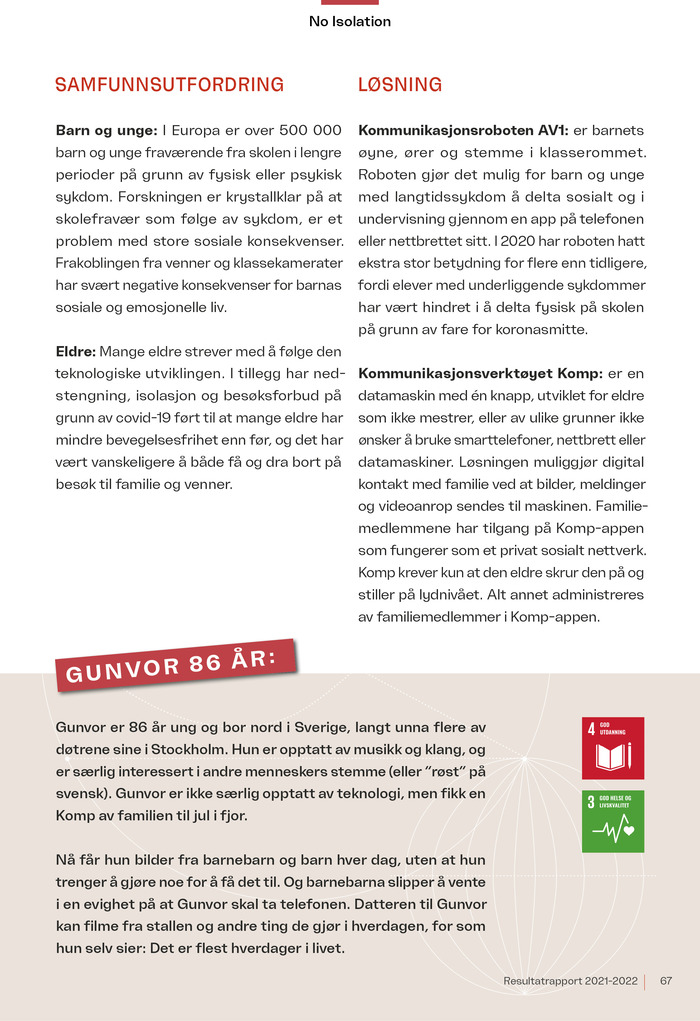 No Isolation
SAMFUNNSUTFORDRING
Barn og unge: I Europa er over 500 000
barn og unge fraværende fra skolen i lengre
perioder på grunn av fysisk eller psykisk
sykdom. Forskningen er krystallklar på at
skolefravær som følge av sykdom, er et
problem med store sosiale konsekvenser.
Frakoblingen fra venner og klassekamerater
har svært negative konsekvenser for barnas
sosiale og emosjonelle liv.
Eldre: Mange eldre strever med å følge den
teknologiske utviklingen. I tillegg har ned-
stengning, isolasjon og besøksforbud på
grunn av covid-19 ført til at mange eldre har
mindre bevegelsesfrihet enn før, og det har
vært vanskeligere å både få og dra bort på
besøk til familie og venner.
LØSNING
Kommunikasjonsroboten AV1: er barnets
øyne, ører og stemme i klasserommet.
Roboten gjør det mulig for barn og unge
med langtidssykdom å delta sosialt og i
undervisning gjennom en app på telefonen
eller nettbrettet sitt. I 2020 har roboten hatt
ekstra stor betydning for flere enn tidligere,
fordi elever med underliggende sykdommer
har vært hindret i å delta fysisk på skolen
på grunn av fare for koronasmitte.
Kommunikasjonsverktøyet Komp: er en
datamaskin med én knapp, utviklet for eldre
som ikke mestrer, eller av ulike grunner ikke
ønsker å bruke smarttelefoner, nettbrett eller
datamaskiner. Løsningen muliggjør digital
kontakt med familie ved at bilder, meldinger
og videoanrop sendes til maskinen. Familie-
medlemmene har tilgang på Komp-appen
som fungerer som et privat sosialt nettverk.
Komp krever kun at den eldre skrur den på og
stiller på lydnivået. Alt annet administreres
av familiemedlemmer i Komp-appen.
GUNVOR 86 ÅR:
Gunvor er 86 år ung og bor nord i Sverige, langt unna flere av
døtrene sine i Stockholm. Hun er opptatt av musikk og klang, og
er særlig interessert i andre menneskers stemme (eller “røst” på
svensk). Gunvor er ikke særlig opptatt av teknologi, men fikk en
Komp av familien til jul i fjor.
Nå får hun bilder fra barnebarn og barn hver dag, uten at hun
trenger å gjøre noe for å få det til. Og barnebarna slipper å vente
i en evighet på at Gunvor skal ta telefonen. Datteren til Gunvor
kan filme fra stallen og andre ting de gjør i hverdagen, for som
hun selv sier: Det er flest hverdager i livet.
4 GOD
UTDANNING
3 GOD HELSE OG
LIVSKVALITET
Resultatrapport 2021-2022 67